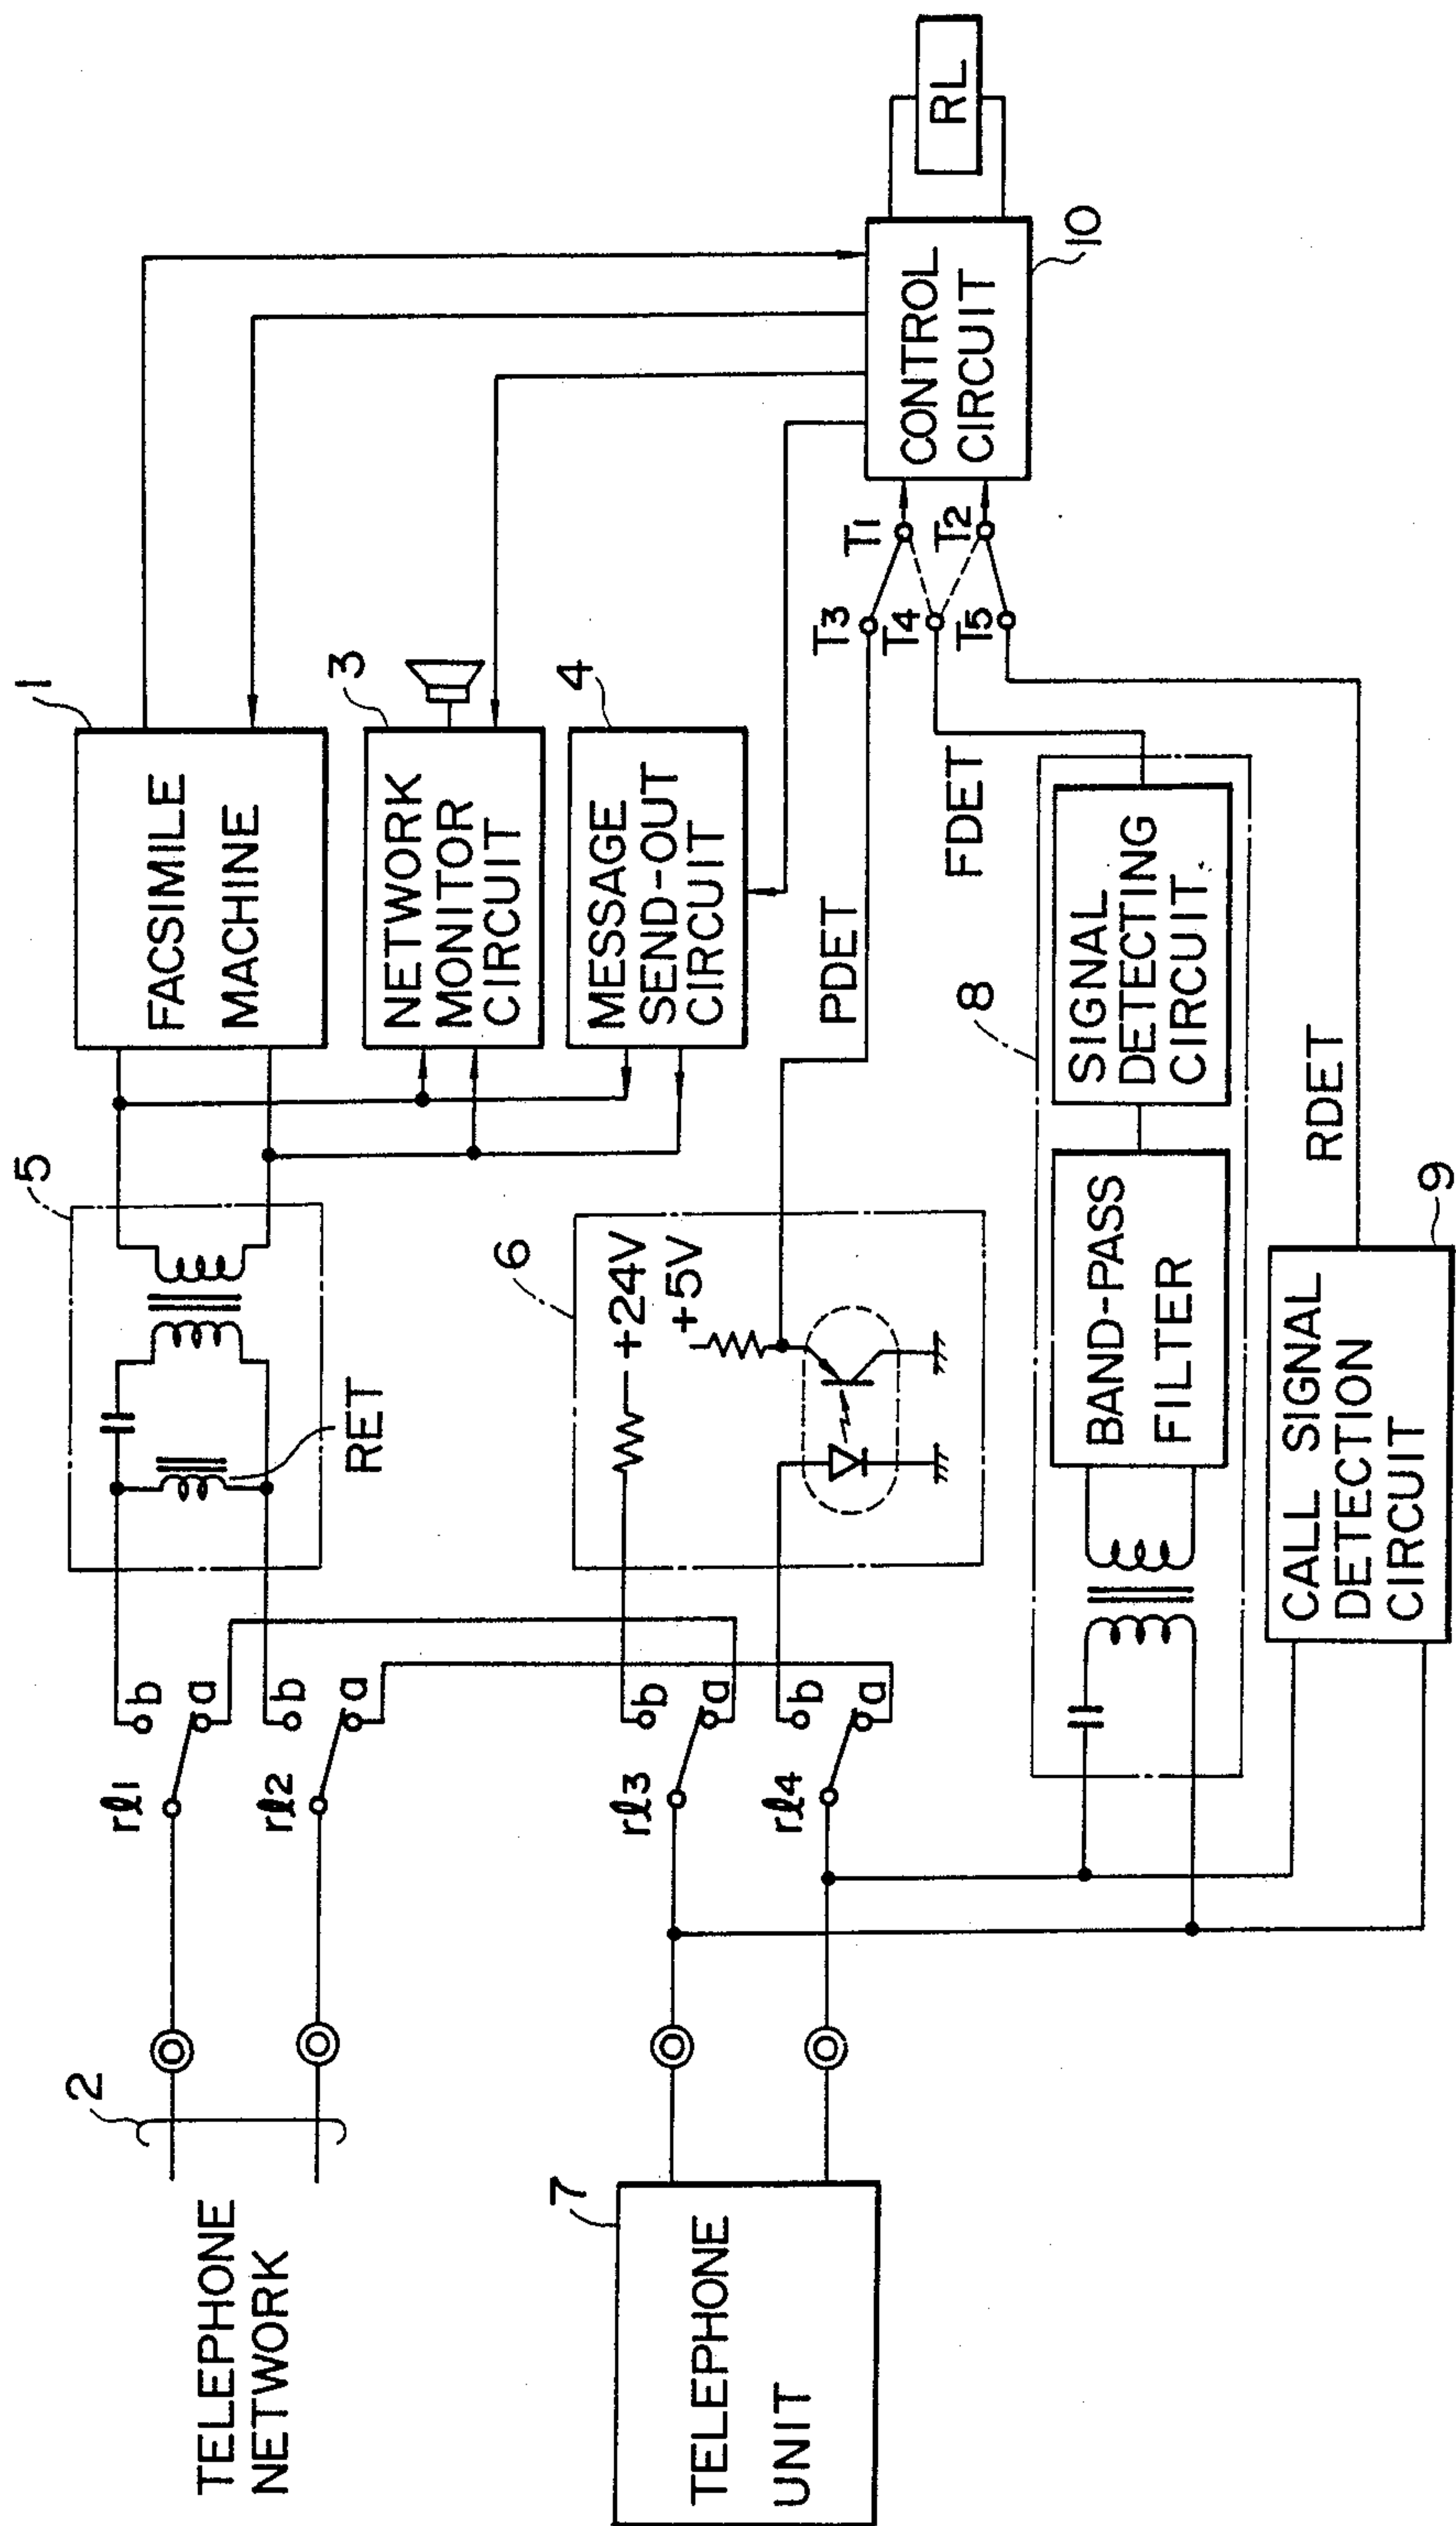 TELEPHONE
NETWORK
2
rl1
b
a
rl2
b
a
5
RET
1
FACSIMILE
MACHINE
3
NETWORK
MONITOR
CIRCUIT
4
MESSAGE
SEND-OUT
CIRCUIT
7
TELEPHONE
UNIT
rl3
b
a
rl4
b
a
6
+24V
+5V
PDET
8
BAND-PASS
FILTER
SIGNAL
DETECTING
CIRCUIT
FDET
CALL SIGNAL
DETECTION
CIRCUIT
9
RDET
T3
T4
T5
T1
T2
CONTROL
CIRCUIT
10
RL